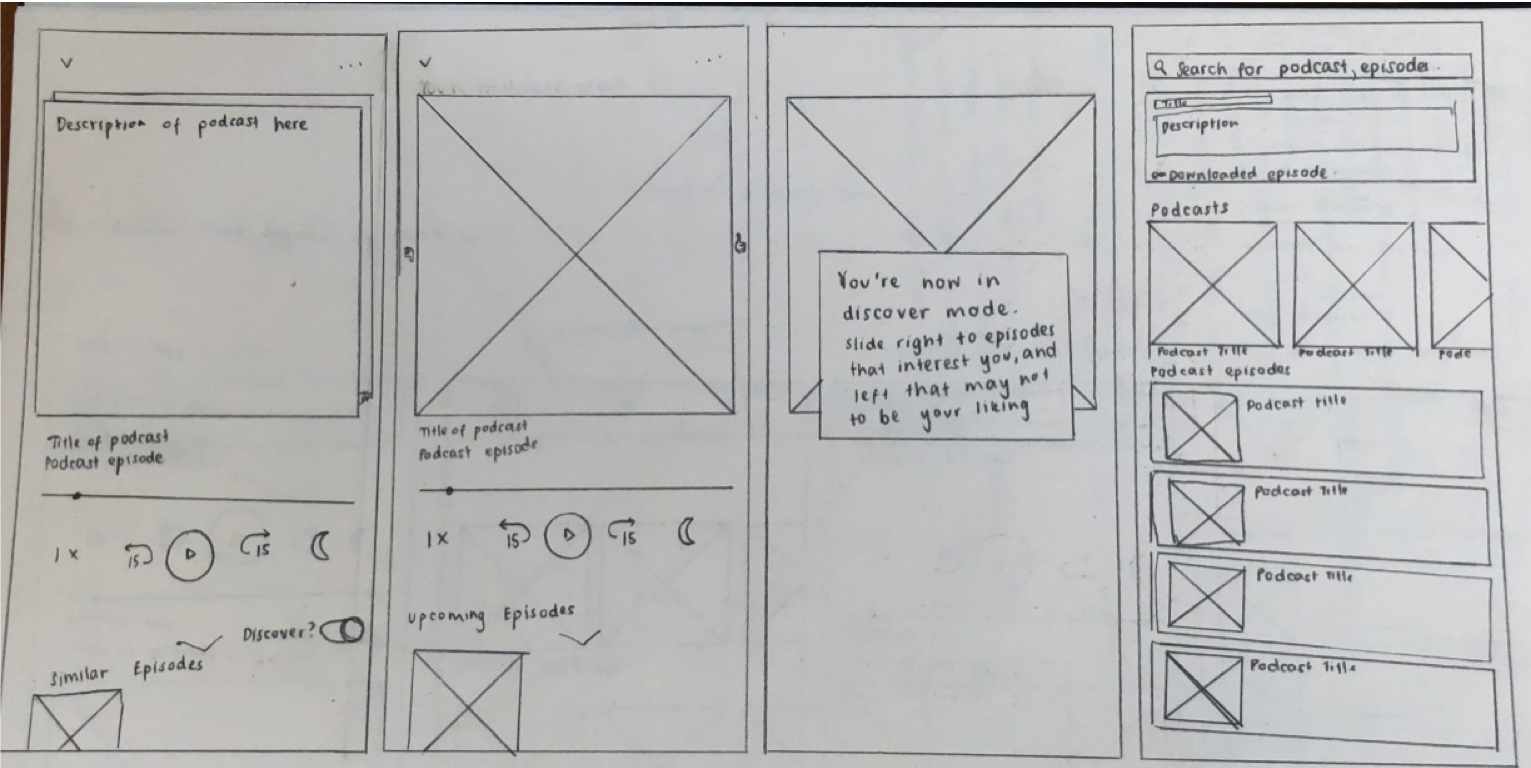 Description of podcast here
Title of podcast
Podcast episode
1x
15
15
Discover?
Similar Episodes
Title of podcast
Podcast episode
1x
15
15
Upcoming Episodes
You're now in
discover mode.
slide right to episodes
that interest you, and
left that may not
to be your liking
Search for podcast, episodes.
Title
Description
Downloaded episode
Podcasts
Podcast Title
Podcast Title
Podc
Podcast episodes
Podcast title
Podcast Title
Podcast Title
Podcast Title